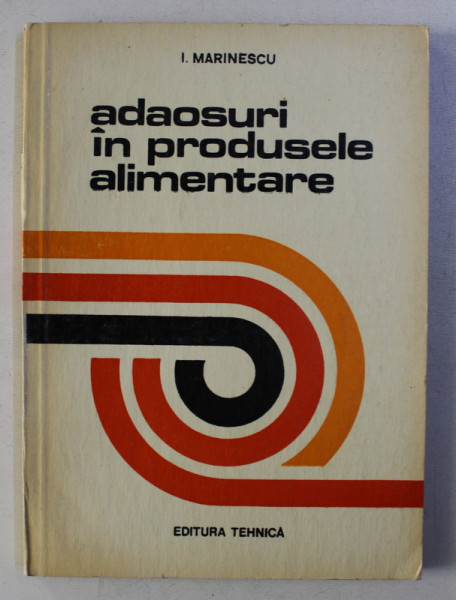 I. MARINESCU
adaosuri
în produsele
alimentare
EDITURA TEHNICĂ